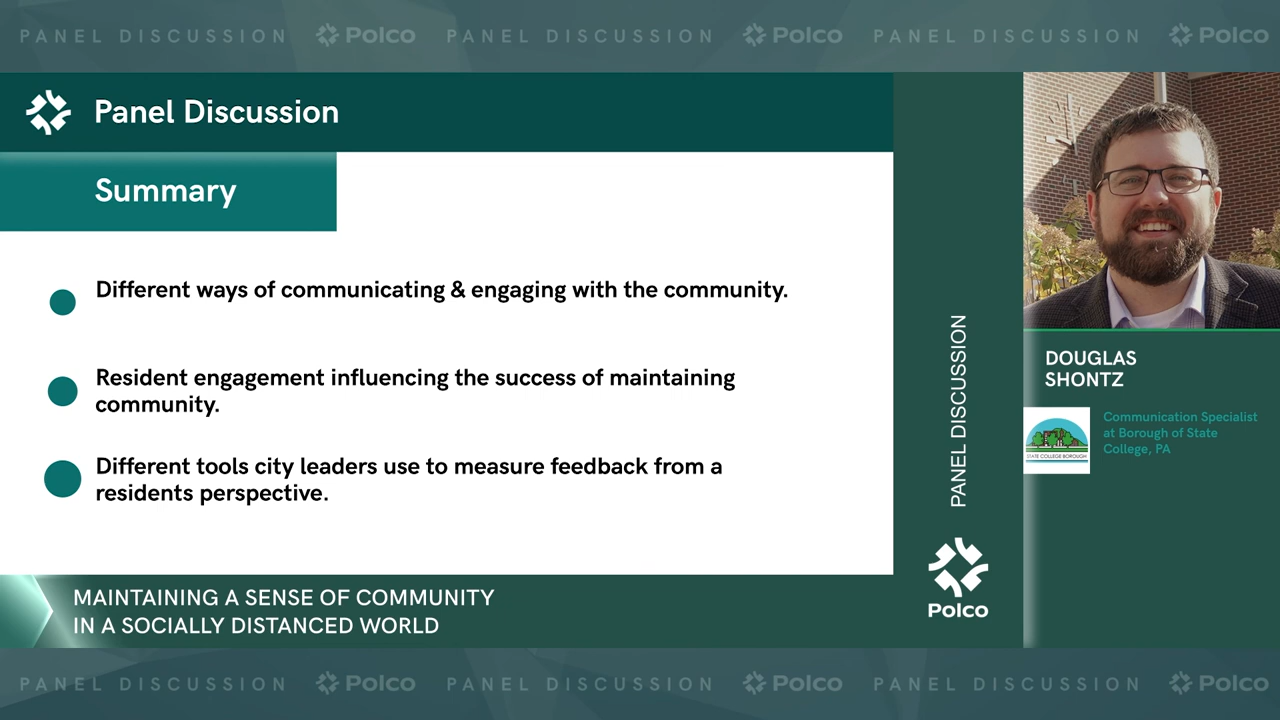 PANEL DISCUSSION Polco PANEL DISCUSSION Polco PANEL DISCUSSION Polco
Panel Discussion
Summary
Different ways of communicating & engaging with the community.
Resident engagement influencing the success of maintaining
community.
Different tools city leaders use to measure feedback from a
residents perspective.
MAINTAINING A SENSE OF COMMUNITY
IN A SOCIALLY DISTANCED WORLD
PANEL DISCUSSION
Polco
DOUGLAS
SHONTZ
STATE COLLEGE BOROUGH
Communication Specialist
at Borough of State
College, PA
PANEL DISCUSSION Polco PANEL DISCUSSION Polco PANEL DISCUSSION Polco